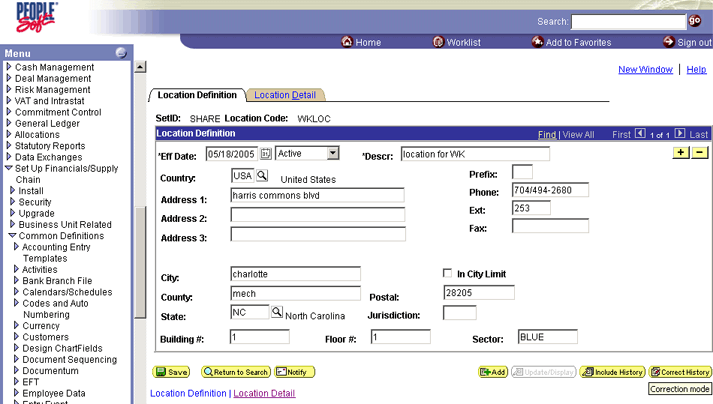 PEOPLE
Soft
Search:
go
Home
Worklist
Add to Favorites
Sign out
Menu
Cash Management
Deal Management
Risk Management
VAT and Intrastat
Commitment Control
General Ledger
Allocations
Statutory Reports
Data Exchanges
Set Up Financials/Supply
Chain
Install
Security
Upgrade
Business Unit Related
Common Definitions
Accounting Entry
Templates
Activities
Bank Branch File
Calendars/Schedules
Codes and Auto
Numbering
Currency
Customers
Design ChartFields
Document Sequencing
Documentum
EFT
Employee Data
Entry Event
New Window | Help
Location Definition
Location Detail
SetID: SHARE Location Code: WKLOC
Location Definition Find | View All First 1 of 1 Last
*Eff Date: 05/18/2005 Active *Descr: location for WK
Country: USA United States
Prefix:
Address 1: harris commons blvd
Phone: 704/494-2680
Address 2:
Ext: 253
Address 3:
Fax:
City: charlotte
In City Limit
County: mech
Postal: 28205
State: NC North Carolina
Jurisdiction:
Building #: 1 Floor #: 1 Sector: BLUE
Save Return to Search Notify Add Update/Display Include History Correct History
Correction mode
Location Definition | Location Detail